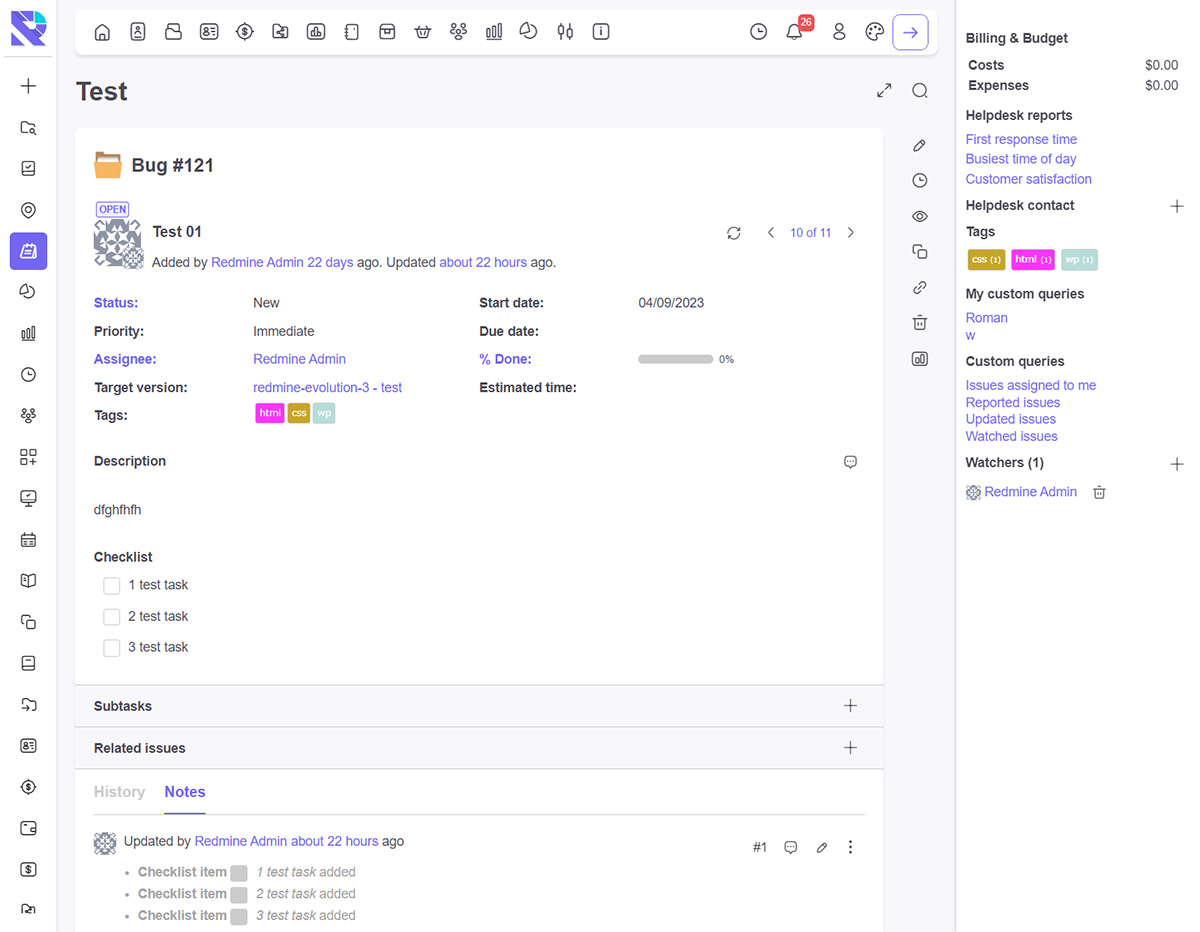 26
Test
Bug #121
OPEN
Test 01
10 of 11
Added by Redmine Admin 22 days ago. Updated about 22 hours ago.
Status: New Start date: 04/09/2023
Priority: Immediate Due date:
Assignee: Redmine Admin % Done: 0%
Target version: redmine-evolution-3 - test Estimated time:
Tags: html css wp
Description
dfghfhfh
Checklist
1 test task
2 test task
3 test task
Subtasks
Related issues
History Notes
Updated by Redmine Admin about 22 hours ago #1
• Checklist item 1 test task added
• Checklist item 2 test task added
• Checklist item 3 test task added
Billing & Budget
Costs $0.00
Expenses $0.00
Helpdesk reports
First response time
Busiest time of day
Customer satisfaction
Helpdesk contact
Tags
css (1) html (1) wp (1)
My custom queries
Roman
w
Custom queries
Issues assigned to me
Reported issues
Updated issues
Watched issues
Watchers (1)
Redmine Admin